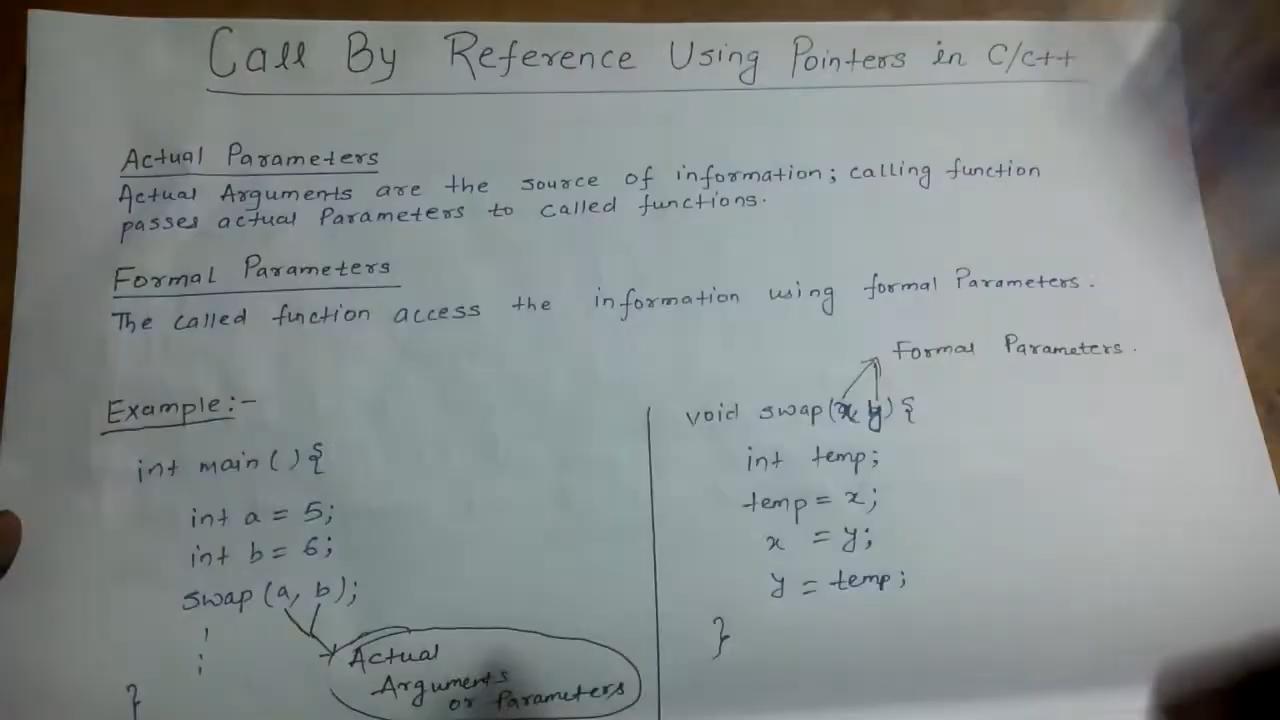 Call By Reference Using Pointers in C/C++
Actual Parameters
Actual Arguments are the source of information; calling function
passes actual Parameters to called functions.
Formal Parameters
The called function access the information using formal Parameters.
Formal Parameters.
Example:-
int main(){
int a = 5;
int b = 6;
swap (a, b);
}
Actual
Arguments
or Parameters
void swap(x y){
int temp;
temp = x;
x = y;
y = temp;
}